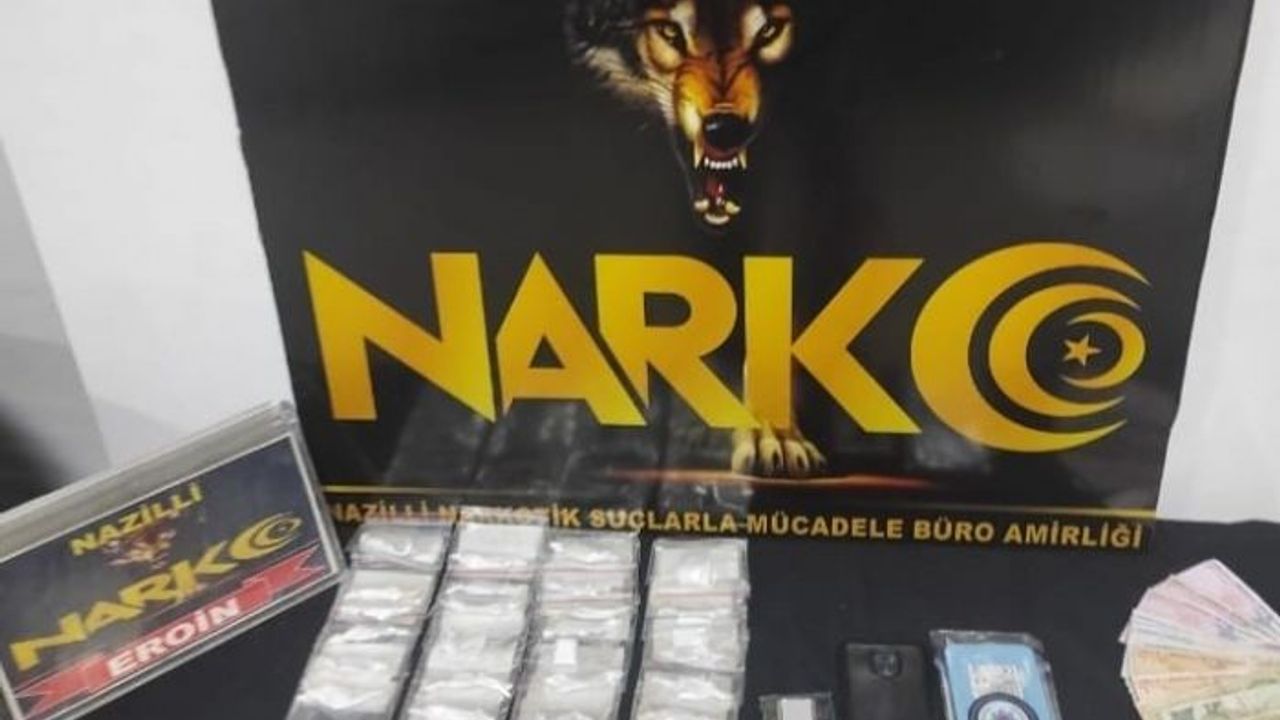 NARKO
NAZİLLİ NARKOTİK SUÇLARLA MÜCADELE BÜRO AMİRLİĞİ
NAZİLLİ
NARKO
EROİN